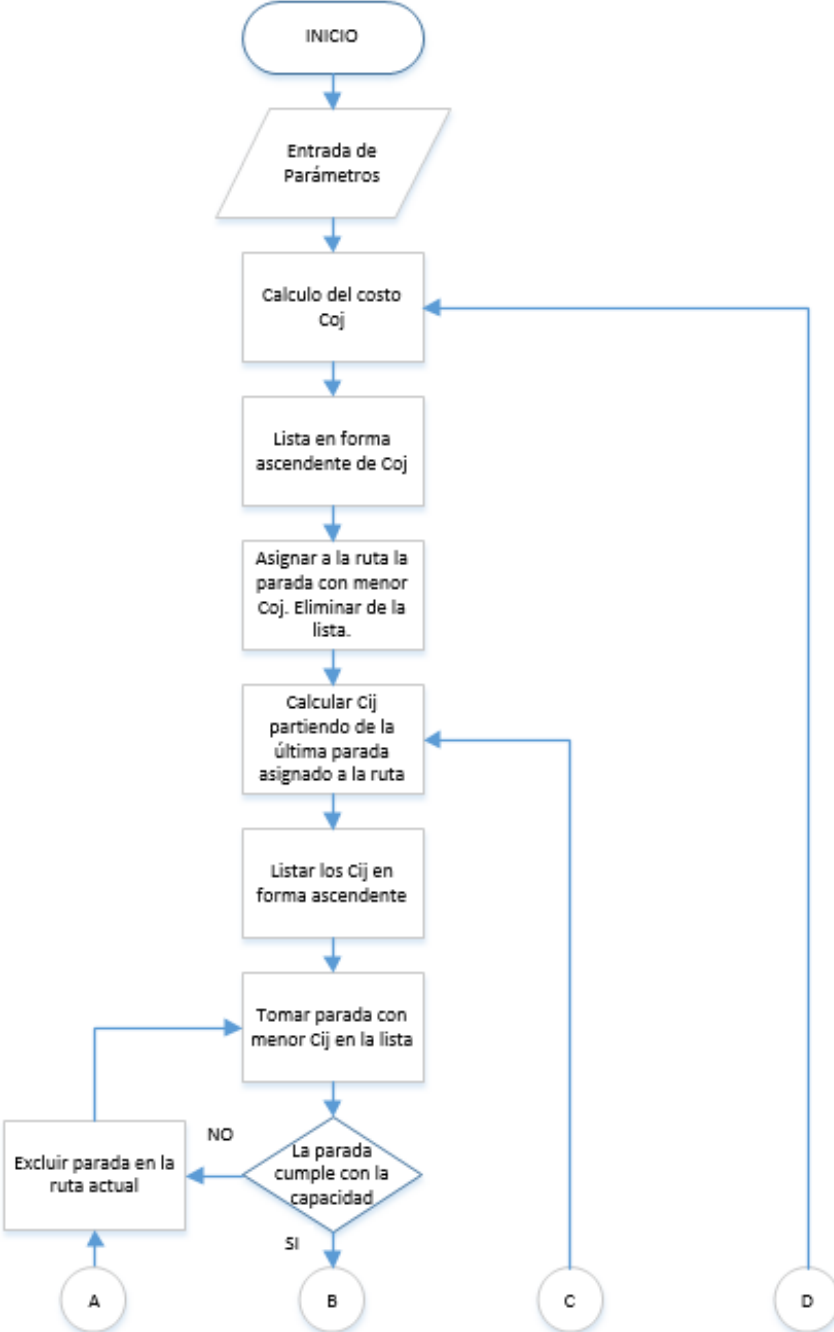 INICIO
Entrada de
Parámetros
Calculo del costo
Coj
Lista en forma
ascendente de Coj
Asignar a la ruta la
parada con menor
Coj. Eliminar de la
lista.
Calcular Cij
partiendo de la
última parada
asignado a la ruta
Listar los Cij en
forma ascendente
Tomar parada con
menor Cij en la lista
NO
La parada
cumple con la
capacidad
Excluir parada en la
ruta actual
SI
A
B
C
D